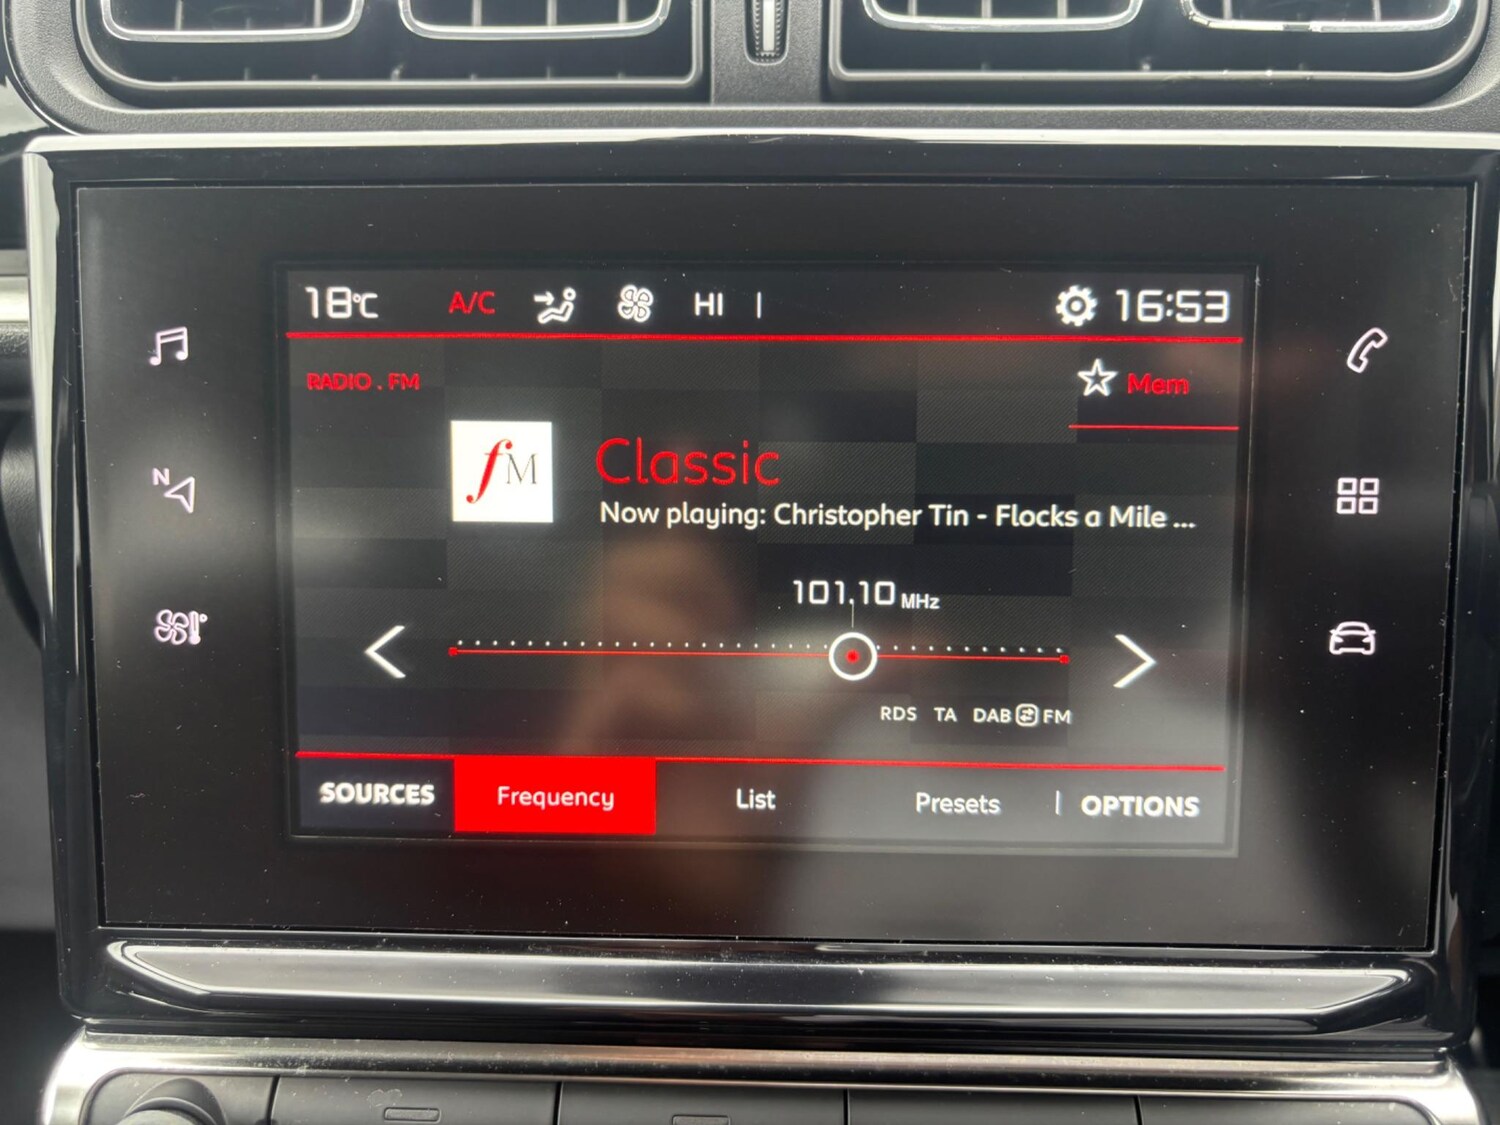 18°C A/C HI 16:53
RADIO . FM
Mem
fM
Classic
Now playing: Christopher Tin - Flocks a Mile ...
101.10 MHz
RDS TA DAB FM
SOURCES Frequency List Presets OPTIONS
N